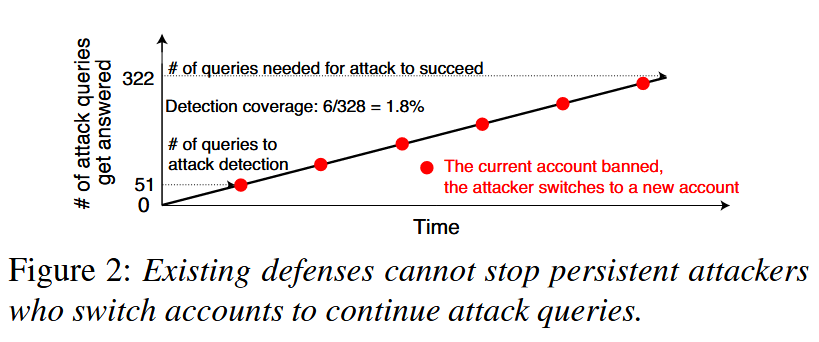 # of attack queries
get answered
322
# of queries needed for attack to succeed
Detection coverage: 6/328 = 1.8%
# of queries to
attack detection
51
0
The current account banned,
the attacker switches to a new account
Time
Figure 2: Existing defenses cannot stop persistent attackers
who switch accounts to continue attack queries.